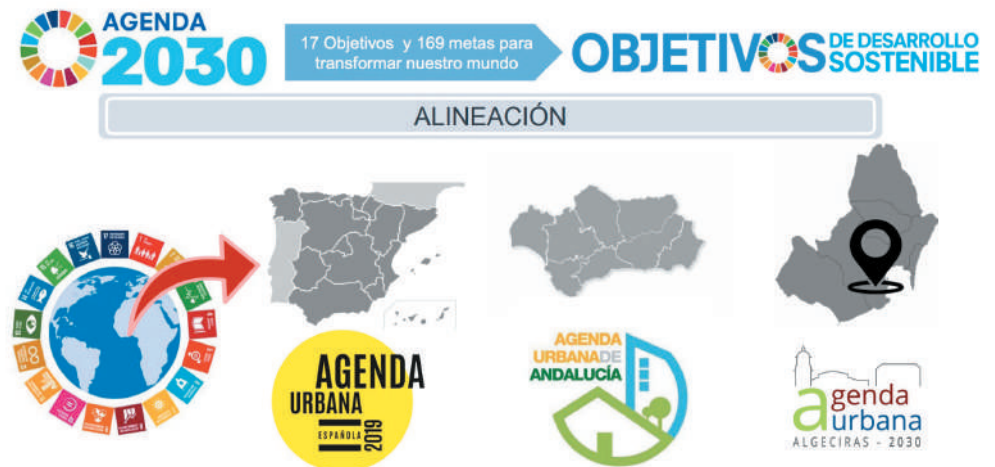 AGENDA
2030
17 Objetivos y 169 metas para
transformar nuestro mundo
OBJETIVOS DE DESARROLLO
SOSTENIBLE
ALINEACIÓN
AGENDA
URBANA
ESPAÑOLA
2019
AGENDA
URBANA DE
ANDALUCÍA
agenda
urbana
ALGECIRAS - 2030